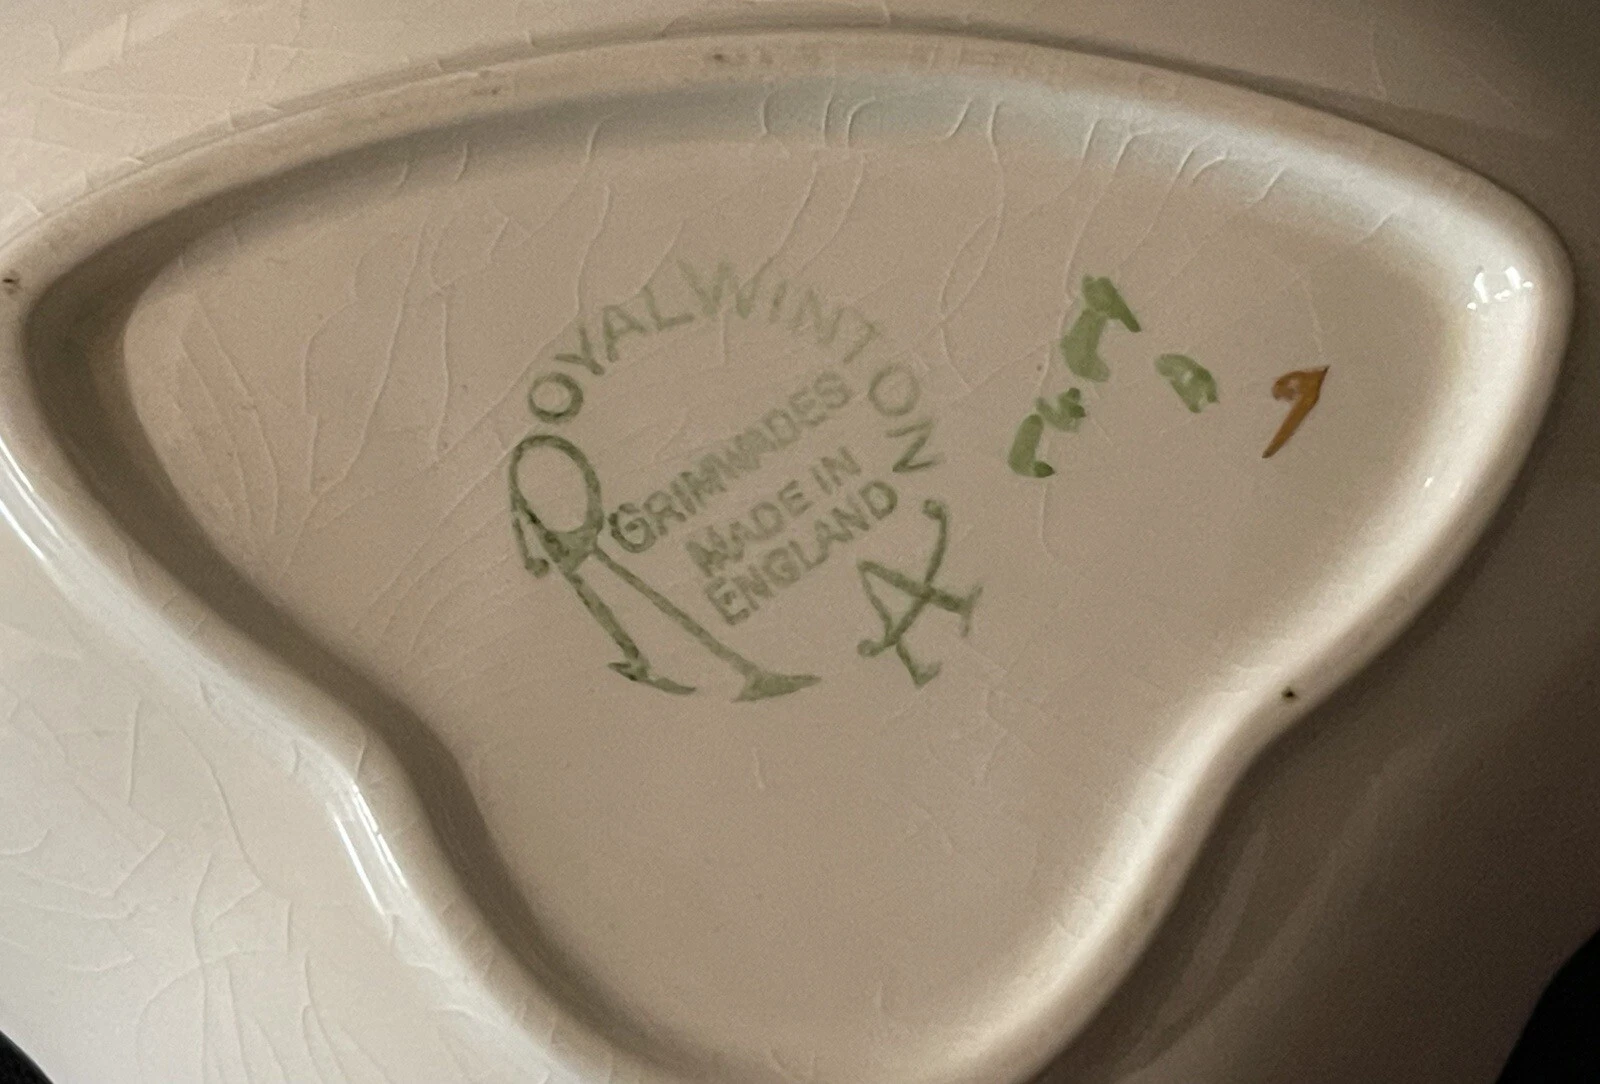 ROYAL WINTON
GRIMWADES
MADE IN
ENGLAND
A